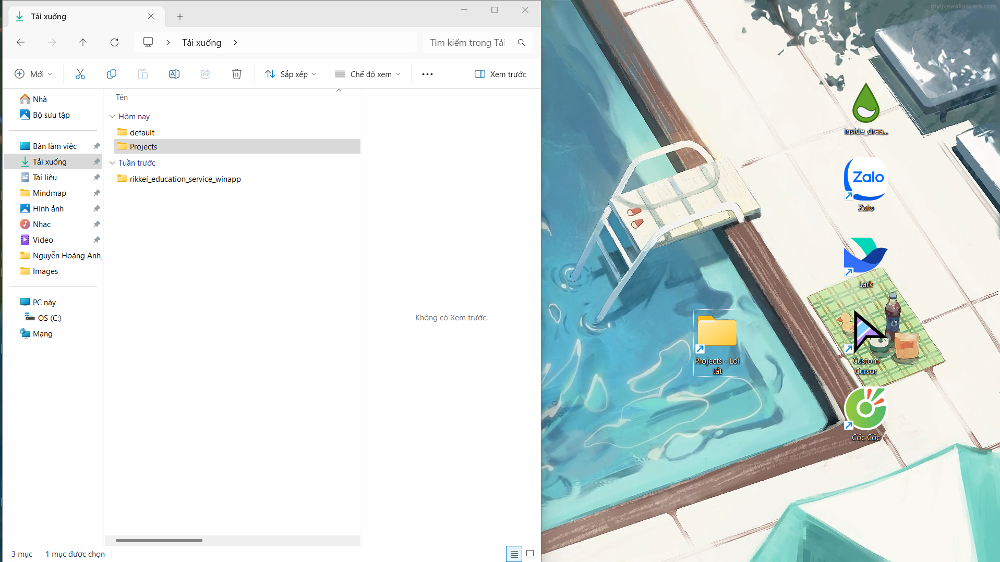 Tải xuống
Tải xuống
Tìm kiếm trong Tải
Mới
Sắp xếp
Chế độ xem
Xem trước
Nhà
Bộ sưu tập
Bàn làm việc
Tải xuống
Tài liệu
Mindmap
Hình ảnh
Nhạc
Video
Nguyễn Hoàng Anh_
Images
PC này
OS (C:)
Mạng
Tên
Hôm nay
default
Projects
Tuần trước
rikkei_education_service_winapp
Không có Xem trước.
3 mục
1 mục được chọn
mylivewallpapers.com
inside_drea...
Zalo
Zalo
Lark
Projects - Lối
tắt
Custom
Cursor
Cốc Cốc